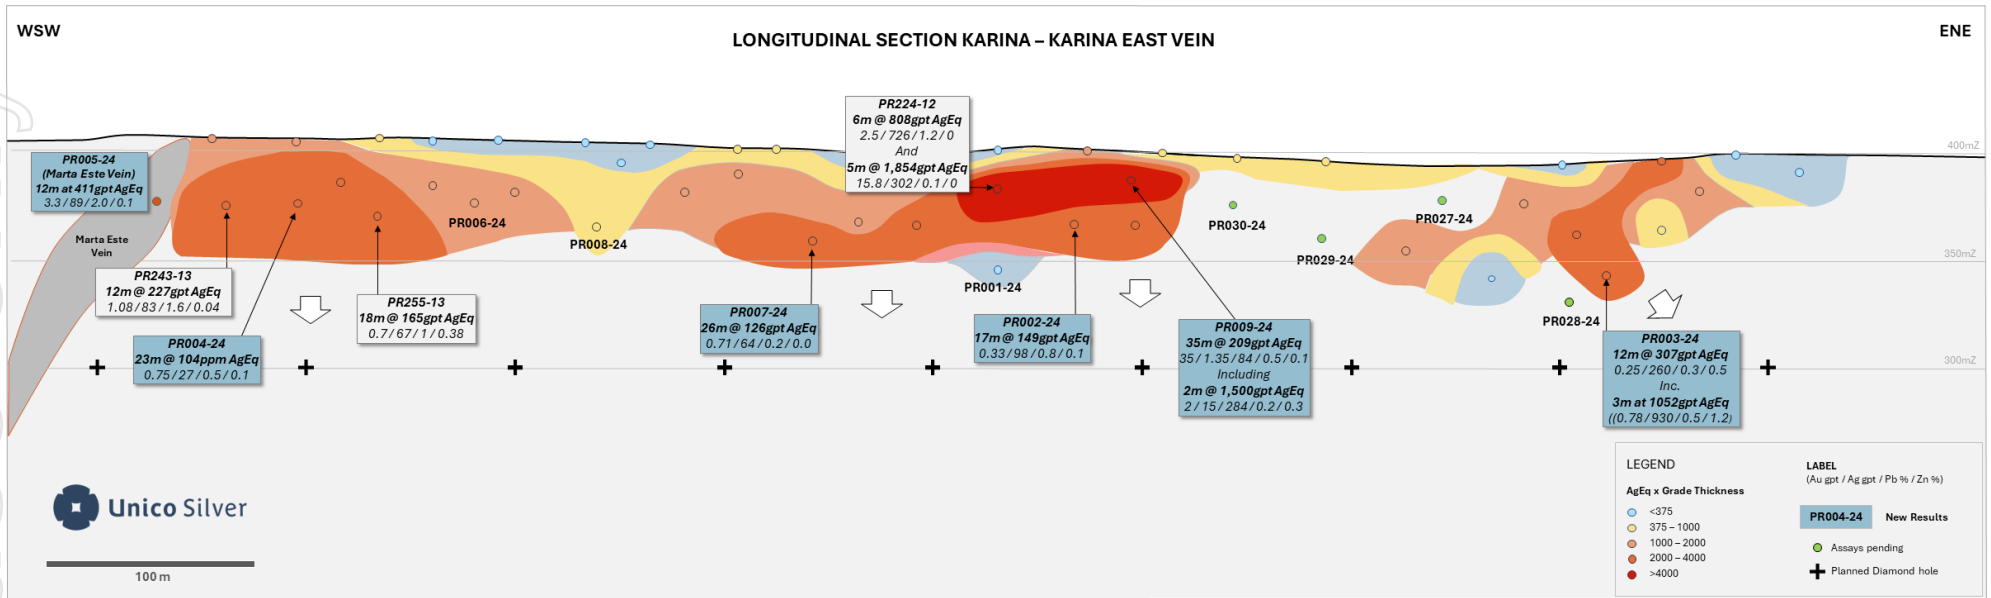 WSW
ENE
LONGITUDINAL SECTION KARINA – KARINA EAST VEIN
PR224-12
6m @ 808gpt AgEq
2.5 / 726 / 1.2 / 0
And
5m @ 1,854gpt AgEq
15.8 / 302 / 0.1 / 0
400mZ
PR005-24
(Marta Este Vein)
12m at 411gpt AgEq
3.3 / 89 / 2.0 / 0.1
Marta Este
Vein
PR006-24
PR008-24
PR030-24
PR027-24
PR029-24
350mZ
PR243-13
12m @ 227gpt AgEq
1.08 / 83 / 1.6 / 0.04
PR255-13
18m @ 165gpt AgEq
0.7 / 67 / 1 / 0.38
PR001-24
PR007-24
26m @ 126gpt AgEq
0.71 / 64 / 0.2 / 0.0
PR002-24
17m @ 149gpt AgEq
0.33 / 98 / 0.8 / 0.1
PR009-24
35m @ 209gpt AgEq
35 / 1.35 / 84 / 0.5 / 0.1
Including
2m @ 1,500gpt AgEq
2 / 15 / 284 / 0.2 / 0.3
PR028-24
PR003-24
12m @ 307gpt AgEq
0.25 / 260 / 0.3 / 0.5
Inc.
3m at 1052gpt AgEq
((0.78 / 930 / 0.5 / 1.2)
PR004-24
23m @ 104ppm AgEq
0.75 / 27 / 0.5 / 0.1
300mZ
Unico Silver
100 m
LEGEND
AgEq x Grade Thickness
<375
375 – 1000
1000 – 2000
2000 – 4000
>4000
LABEL
(Au gpt / Ag gpt / Pb % / Zn %)
PR004-24 New Results
Assays pending
Planned Diamond hole